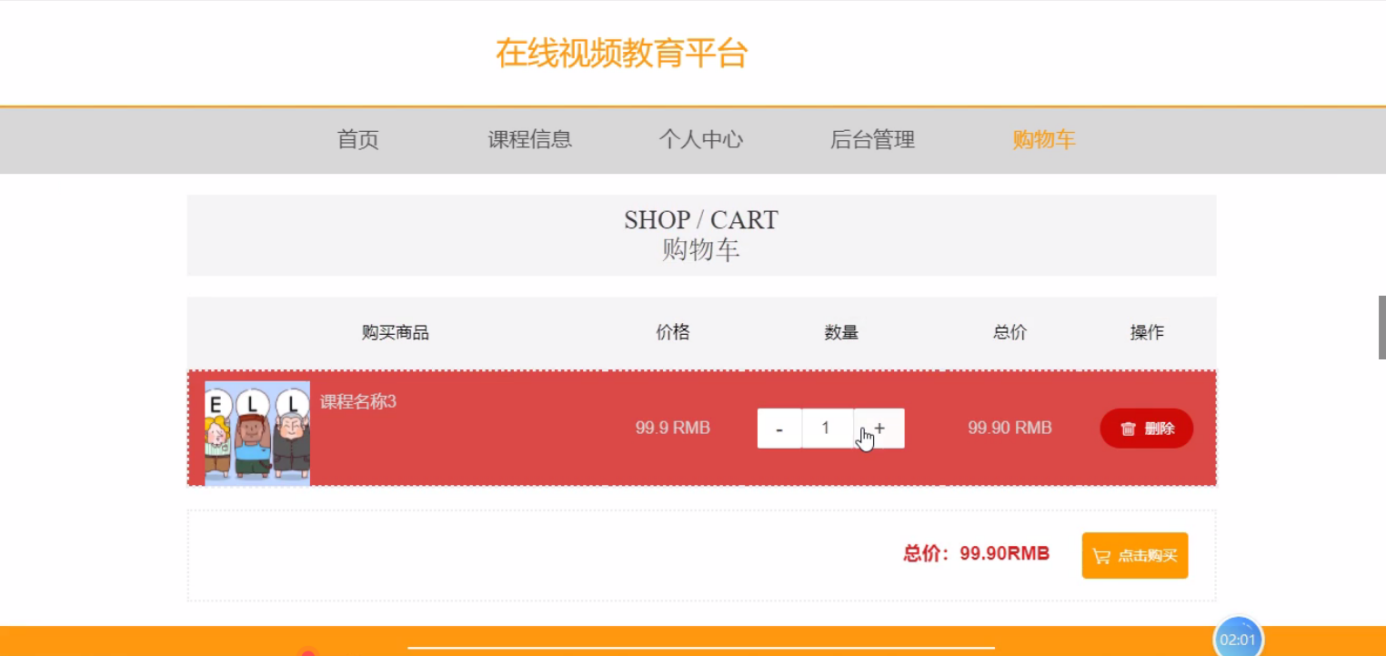 在线视频教育平台
首页 课程信息 个人中心 后台管理 购物车
SHOP / CART
购物车
购买商品 价格 数量 总价 操作
E L L
课程名称3
99.9 RMB - 1 + 99.90 RMB 删除
总价：99.90RMB 点击购买
02:01